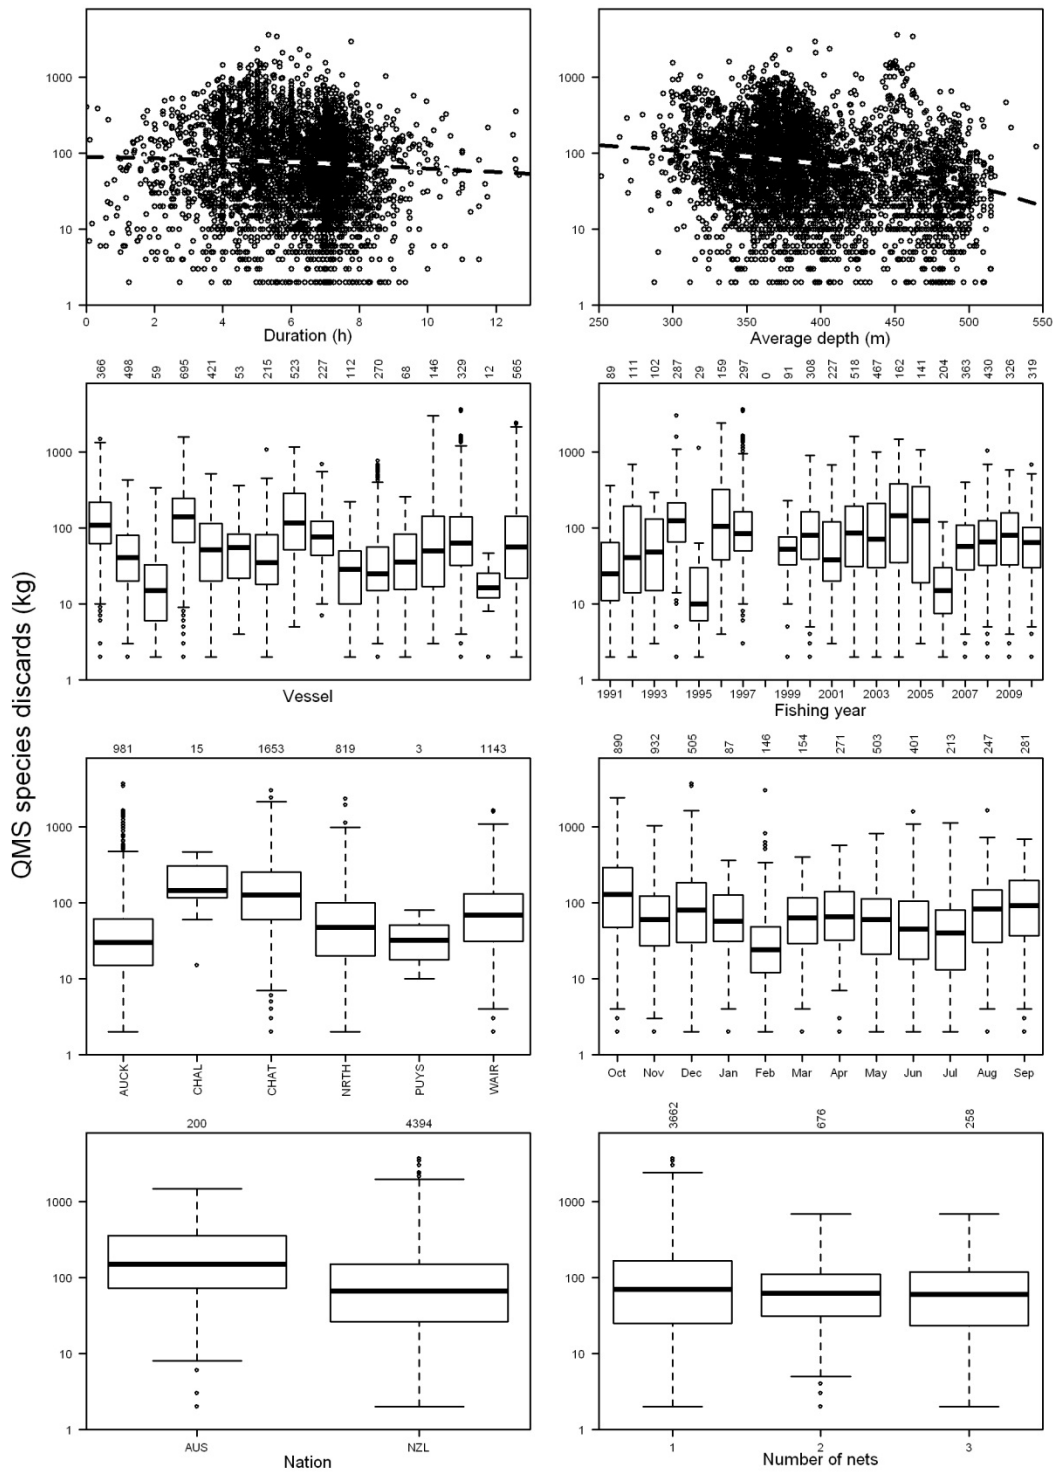 QMS species discards (kg)
1000
100
10
1
0 2 4 6 8 10 12
Duration (h)
1000
100
10
1
250 300 350 400 450 500 550
Average depth (m)
366 498 59 695 421 53 215 523 227 112 270 68 146 329 12 565
1000
100
10
1
Vessel
89 111 102 287 29 159 297 0 91 308 227 518 467 162 141 204 363 430 326 319
1000
100
10
1
1991 1993 1995 1997 1999 2001 2003 2005 2007 2009
Fishing year
981 15 1653 819 3 1143
1000
100
10
1
AUCK CHAL CHAT NRTH PUYS WAIR
890 932 505 87 146 154 271 503 401 213 247 281
1000
100
10
1
Oct Nov Dec Jan Feb Mar Apr May Jun Jul Aug Sep
200 4394
1000
100
10
1
AUS NZL
Nation
3662 676 258
1000
100
10
1
1 2 3
Number of nets